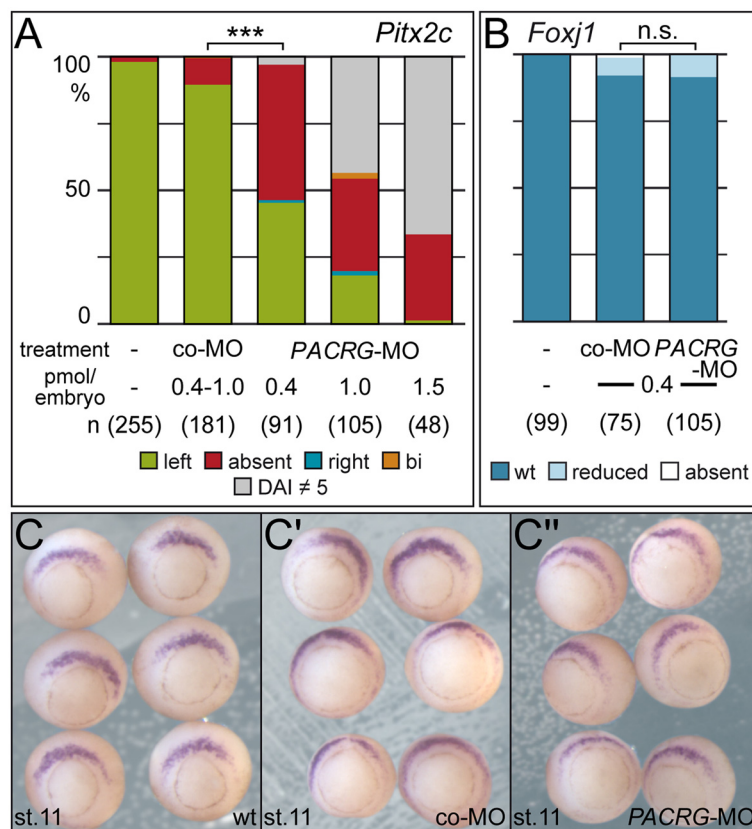 A *** Pitx2c
100
%
50
0
treatment - co-MO PACRG-MO
pmol/
embryo - 0.4-1.0 0.4 1.0 1.5
n (255) (181) (91) (105) (48)
left absent right bi
DAI ≠ 5
B Foxj1 n.s.
- co-MO PACRG
-MO
- 0.4
(99) (75) (105)
wt reduced absent
C
st.11 wt
C'
st.11 co-MO
C''
st.11 PACRG-MO